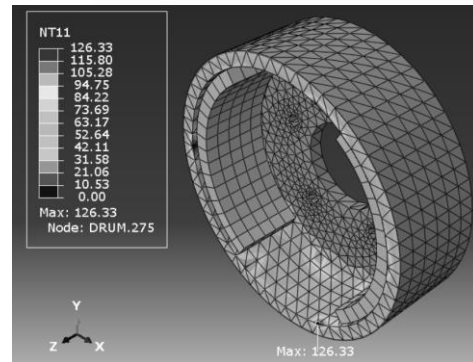 NT11
126.33
115.80
105.28
94.75
84.22
73.69
63.17
52.64
42.11
31.58
21.06
10.53
0.00
Max: 126.33
Node: DRUM.275
Y
Z
X
Max: 126.33